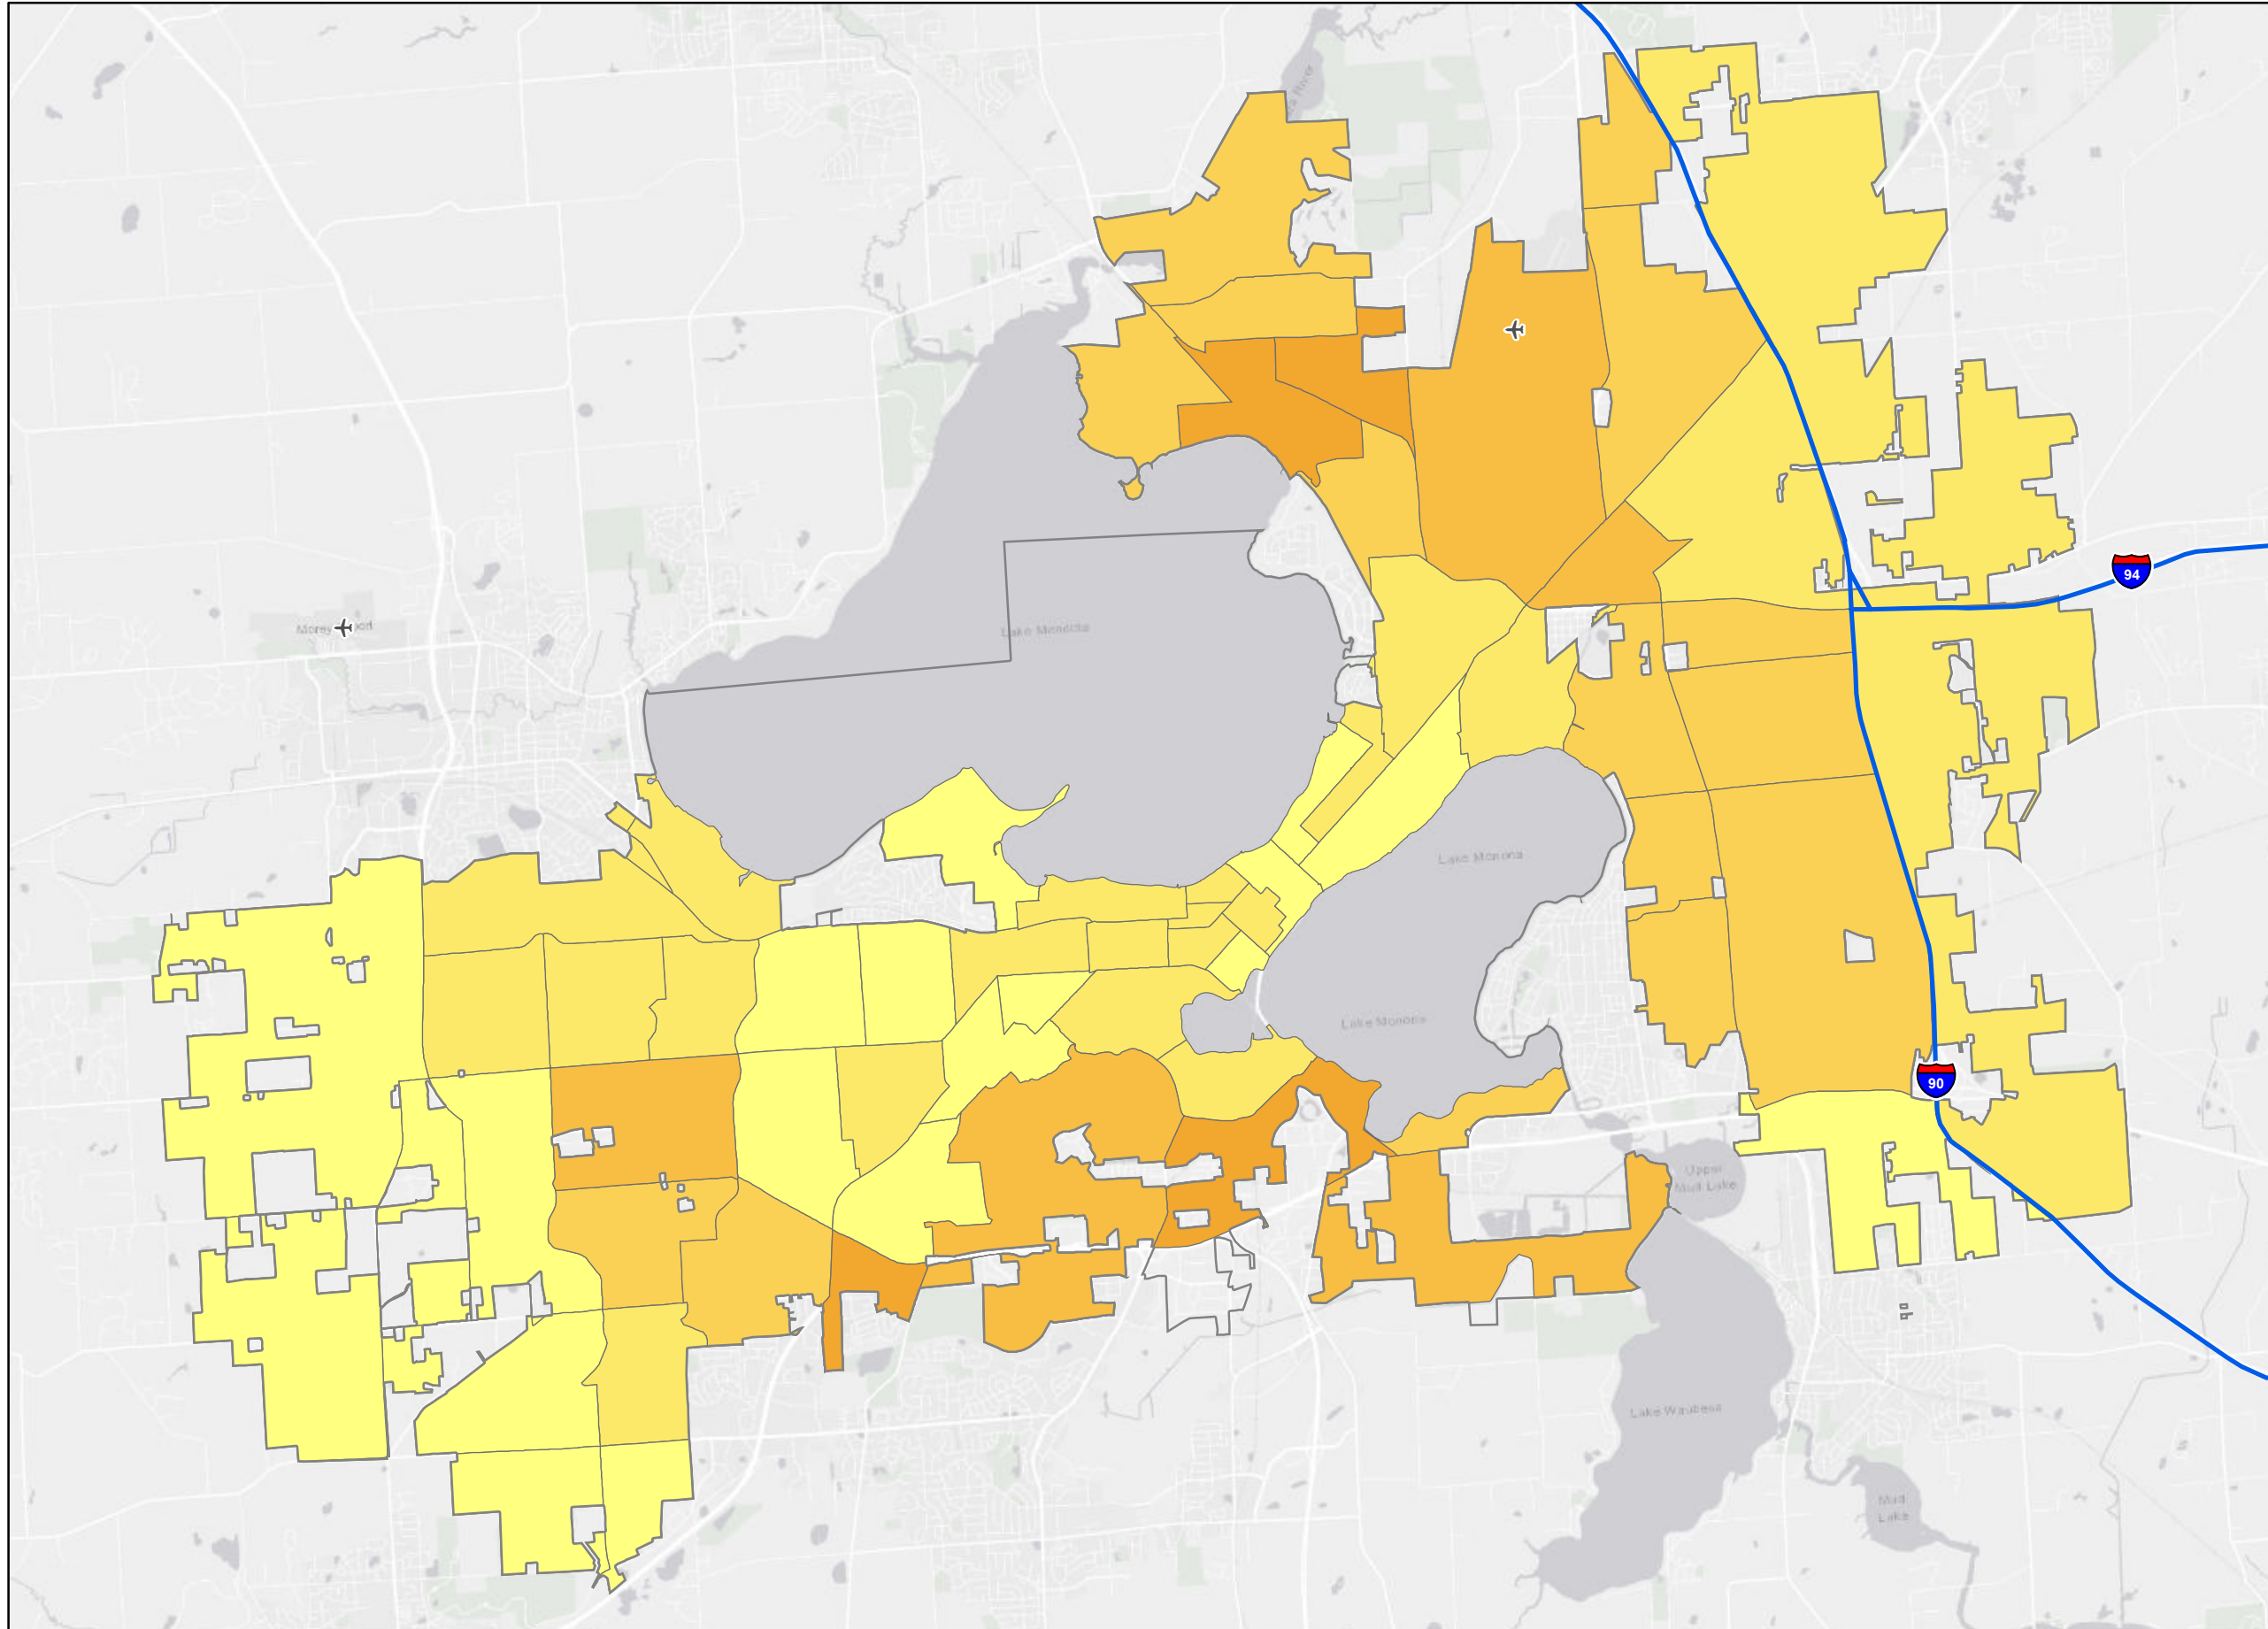 94
Lake Mendota
Lake Monona
Lake Monona
90
Upper
Mud Lake
Lake Waubesa
Mud
Lake